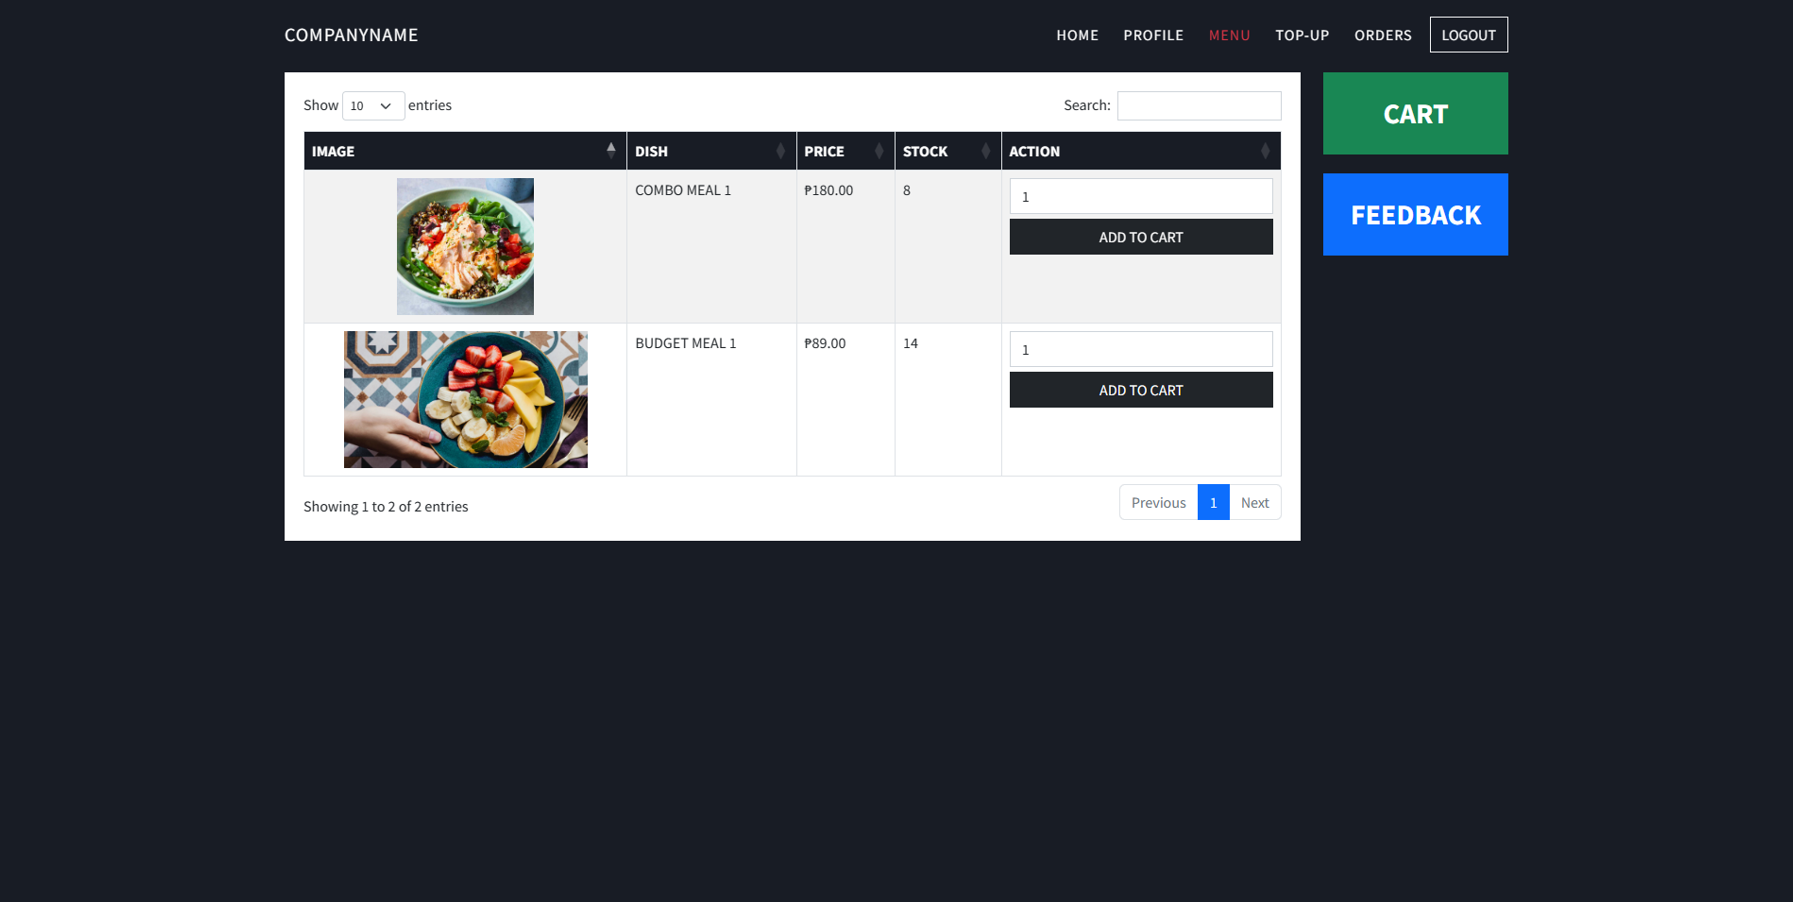 COMPANYNAME
HOME PROFILE MENU TOP-UP ORDERS LOGOUT
Show 10 entries
Search:
IMAGE DISH PRICE STOCK ACTION
COMBO MEAL 1 ₱180.00 8 1
ADD TO CART
BUDGET MEAL 1 ₱89.00 14 1
ADD TO CART
Showing 1 to 2 of 2 entries
Previous 1 Next
CART
FEEDBACK